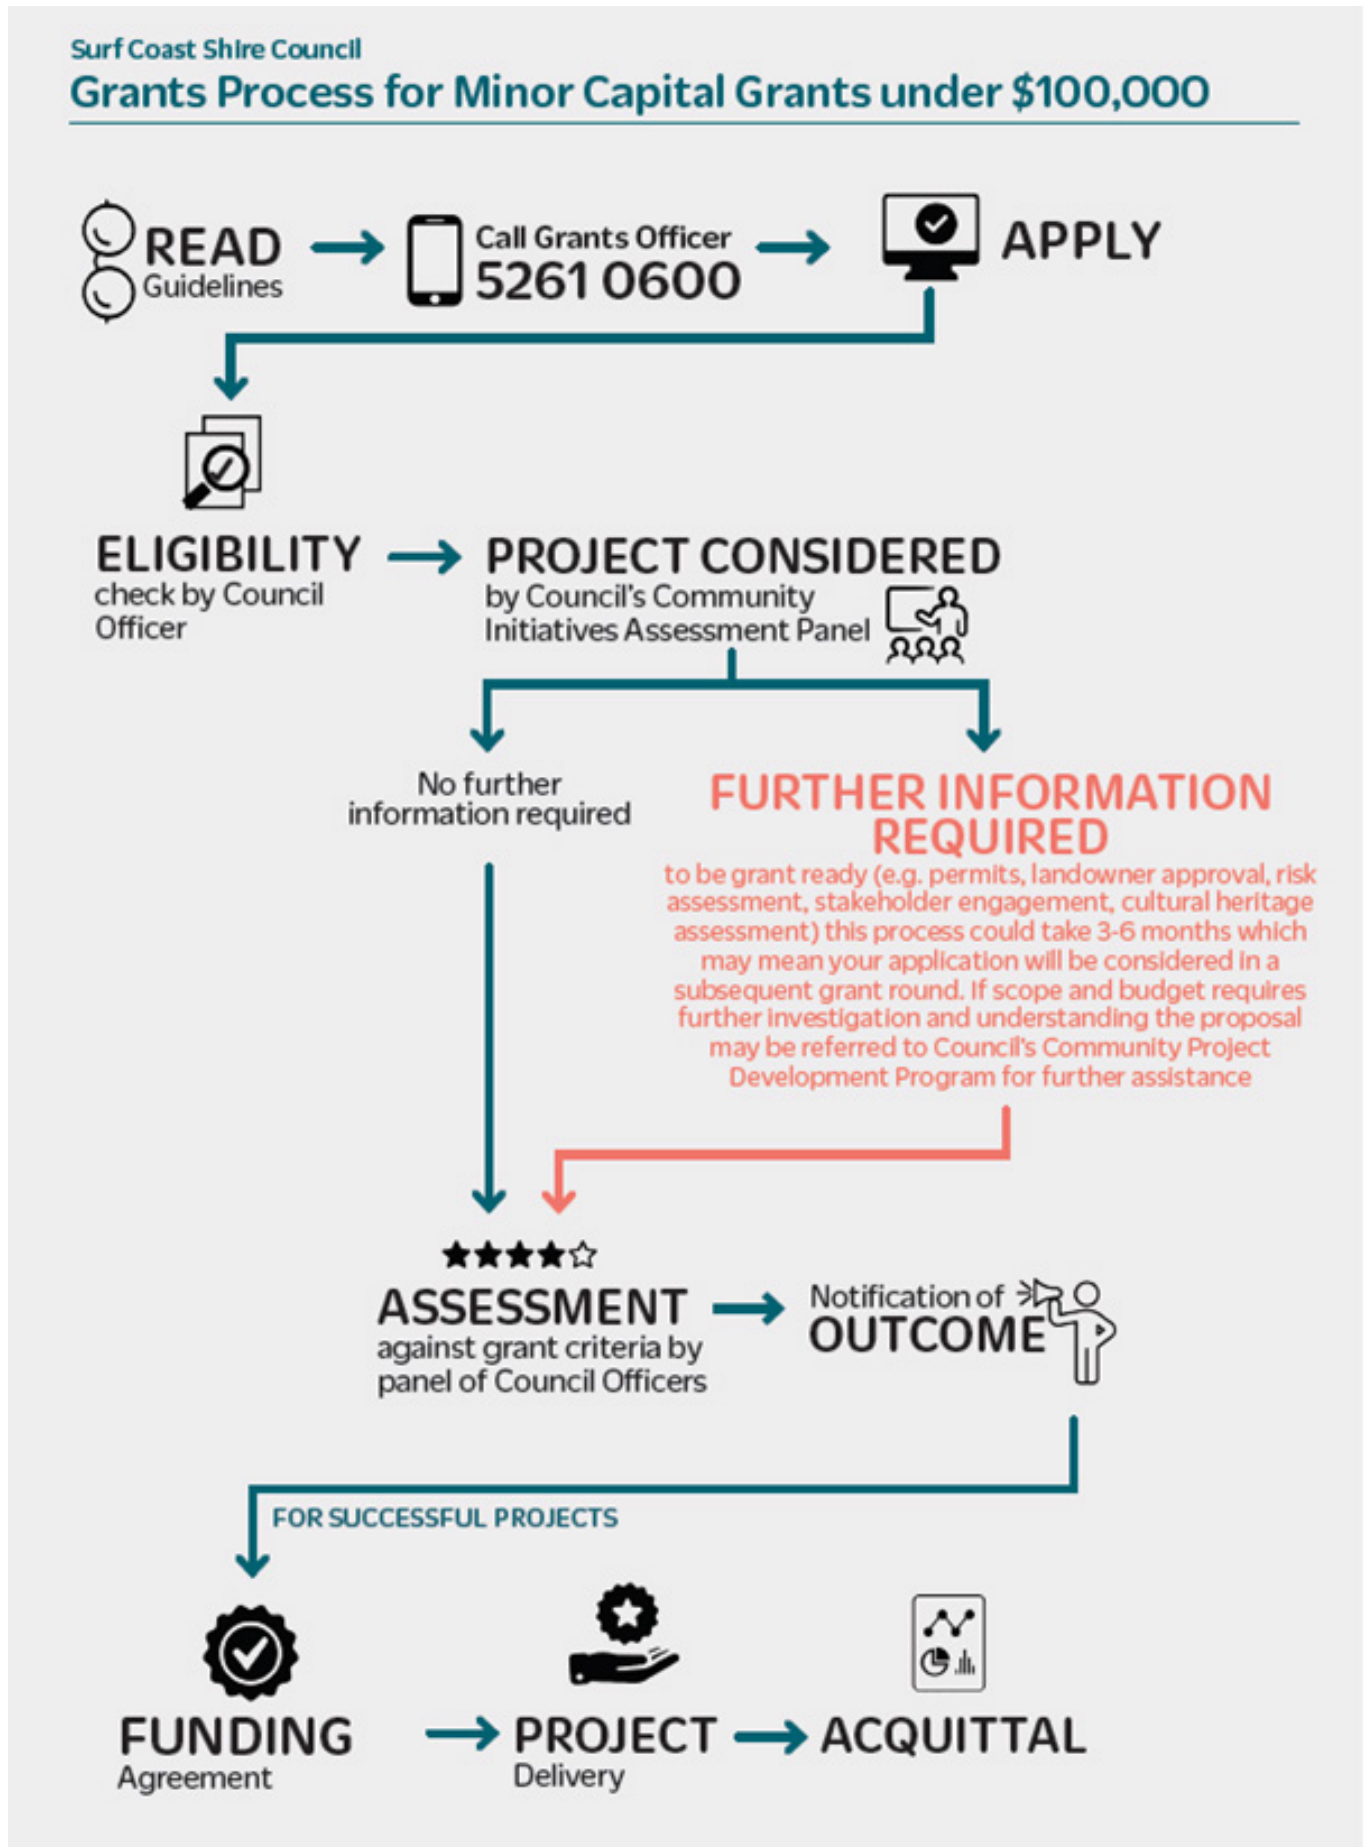 Surf Coast Shire Council
Grants Process for Minor Capital Grants under $100,000
READ
Guidelines
Call Grants Officer
5261 0600
APPLY
ELIGIBILITY
check by Council
Officer
PROJECT CONSIDERED
by Council's Community
Initiatives Assessment Panel
No further
information required
FURTHER INFORMATION
REQUIRED
to be grant ready (e.g. permits, landowner approval, risk
assessment, stakeholder engagement, cultural heritage
assessment) this process could take 3-6 months which
may mean your application will be considered in a
subsequent grant round. If scope and budget requires
further investigation and understanding the proposal
may be referred to Council's Community Project
Development Program for further assistance
ASSESSMENT
against grant criteria by
panel of Council Officers
Notification of
OUTCOME
FOR SUCCESSFUL PROJECTS
FUNDING
Agreement
PROJECT
Delivery
ACQUITTAL